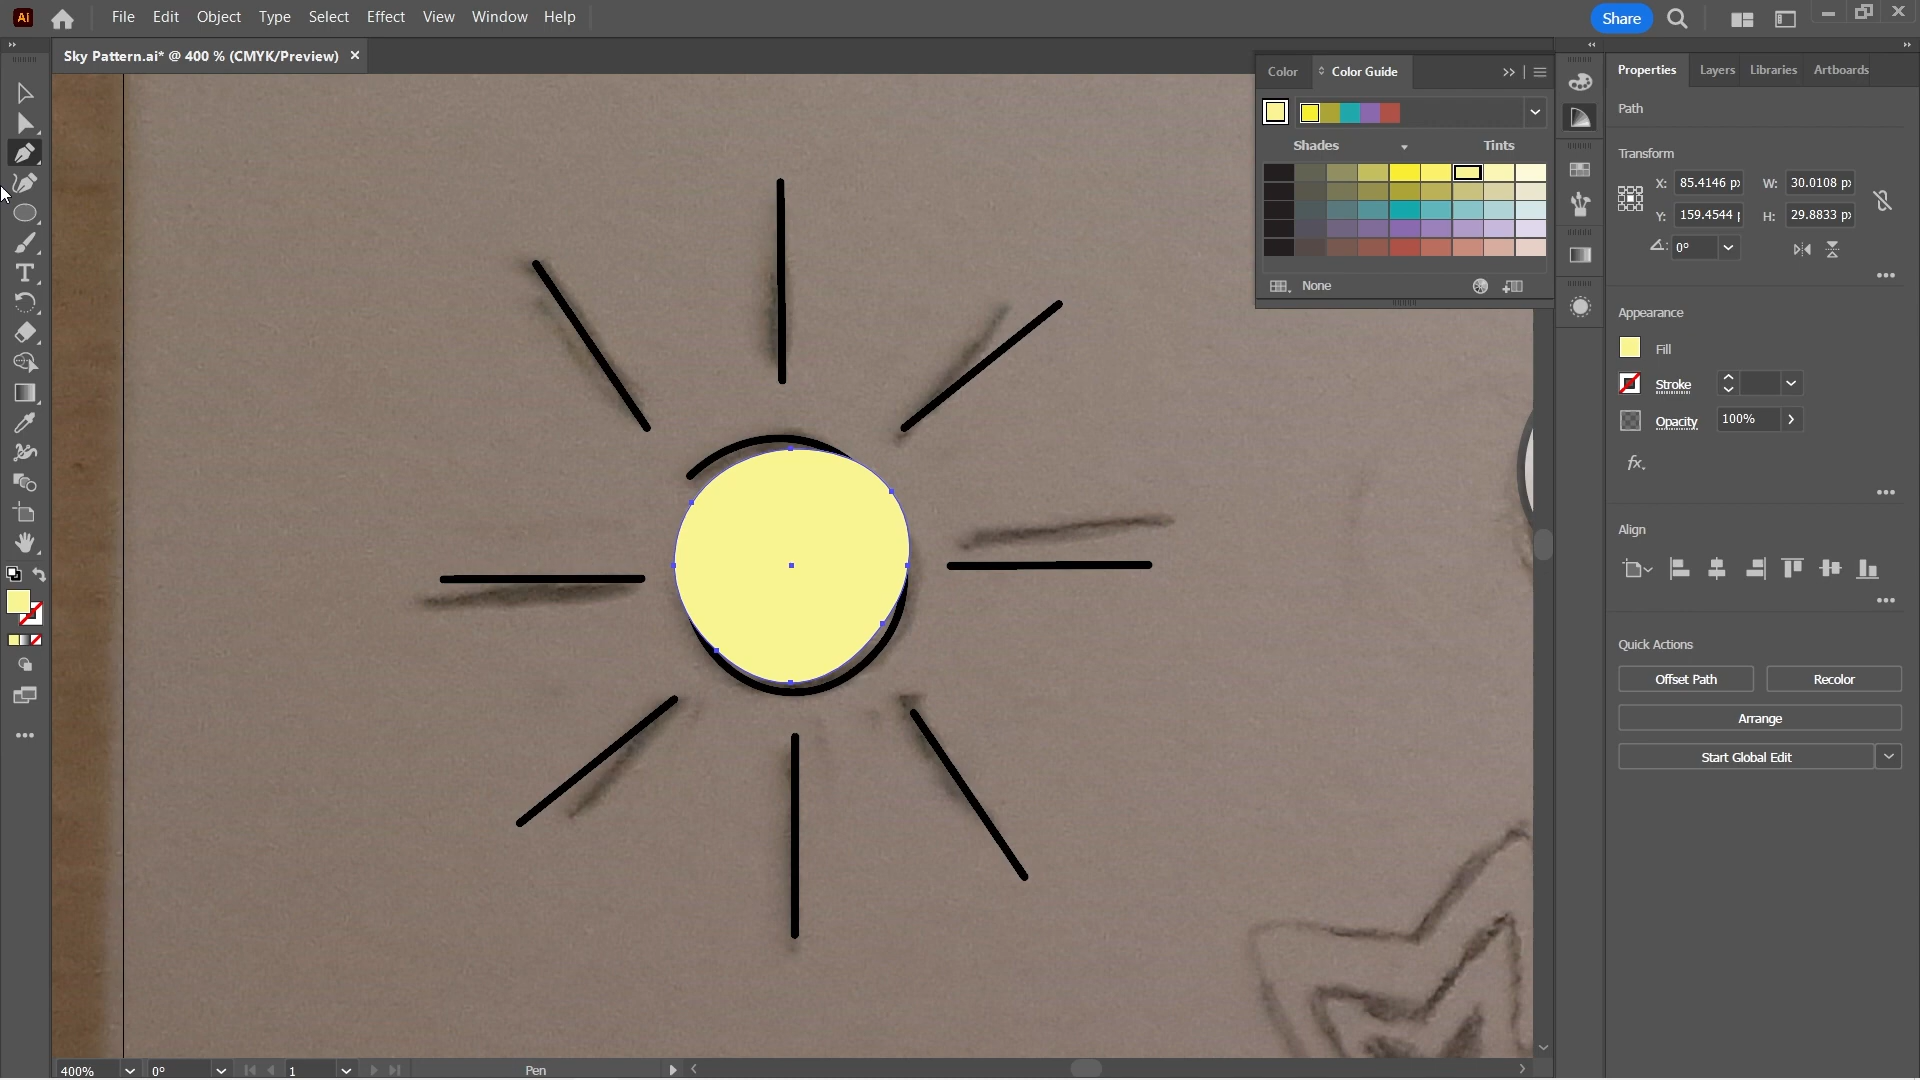 Ai File Edit Object Type Select Effect View Window Help Share
Sky Pattern.ai* @ 400 % (CMYK/Preview)
Color Color Guide
Shades Tints
None
Properties Layers Libraries Artboards
Path
Transform
X: 85.4146 px W: 30.0108 px
Y: 159.4544 H: 29.8833 px
0°
Appearance
Fill
Stroke
Opacity 100%
fx.
Align
Quick Actions
Offset Path Recolor
Arrange
Start Global Edit
400% 0° 1 Pen